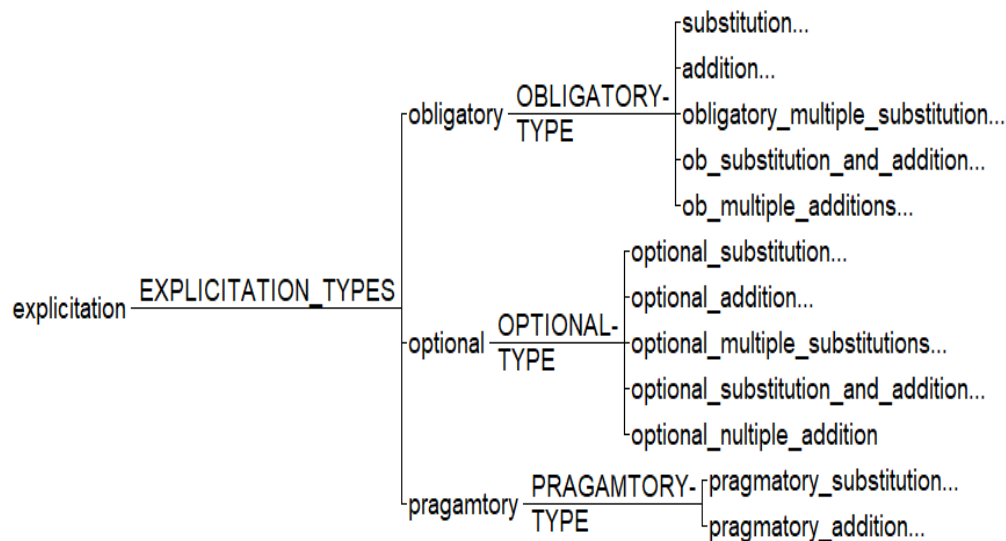 substitution...
addition...
obligatory OBLIGATORY-TYPE obligatory_multiple_substitution...
ob_substitution_and_addition...
ob_multiple_additions...
optional_substitution...
explicitation EXPLICITATION_TYPES optional_addition...
optional OPTIONAL-TYPE optional_multiple_substitutions...
optional_substitution_and_addition...
optional_nultiple_addition
pragamtory PRAGAMTORY-TYPE pragmatory_substitution...
pragmatory_addition...